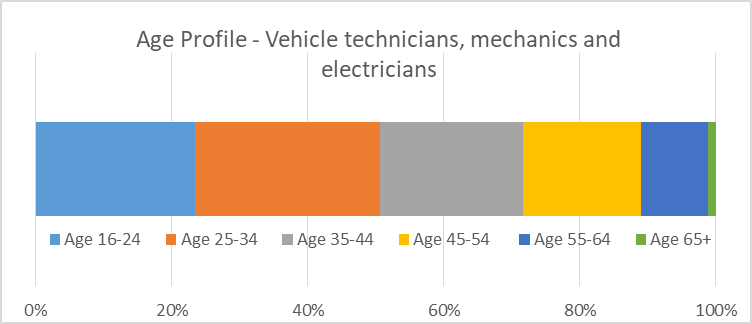 Age Profile - Vehicle technicians, mechanics and
electricians
Age 16-24 Age 25-34 Age 35-44 Age 45-54 Age 55-64 Age 65+
0% 20% 40% 60% 80% 100%